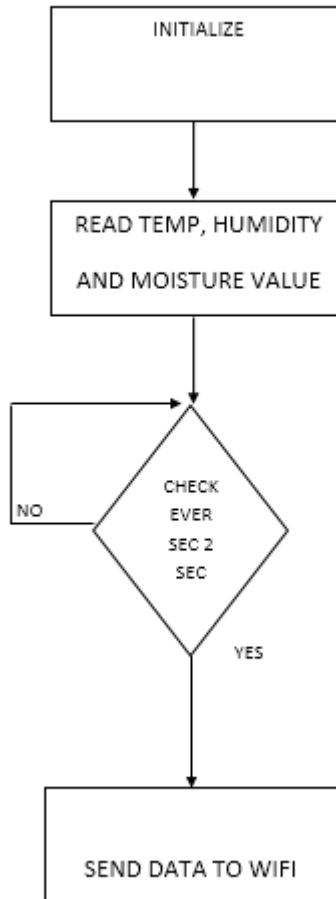 INITIALIZE
READ TEMP, HUMIDITY
AND MOISTURE VALUE
CHECK
EVER
SEC 2
SEC
NO
YES
SEND DATA TO WIFI